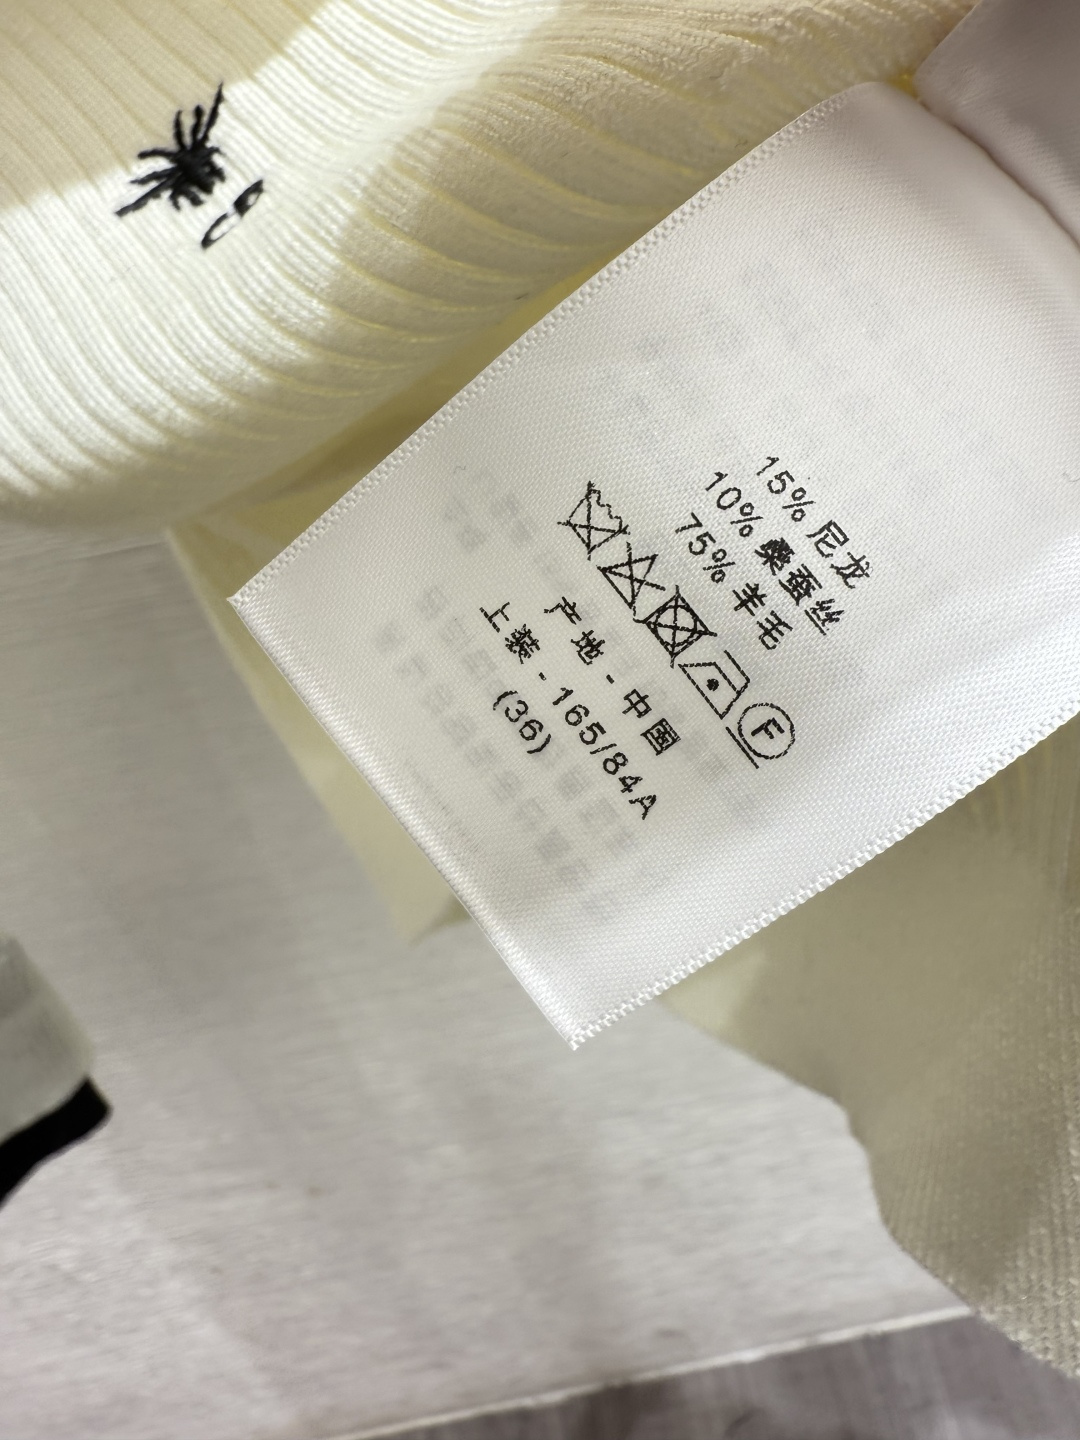 15% 尼龙
10% 桑蚕丝
75% 羊毛
F
产地 - 中国
上装 - 165/84A
(36)